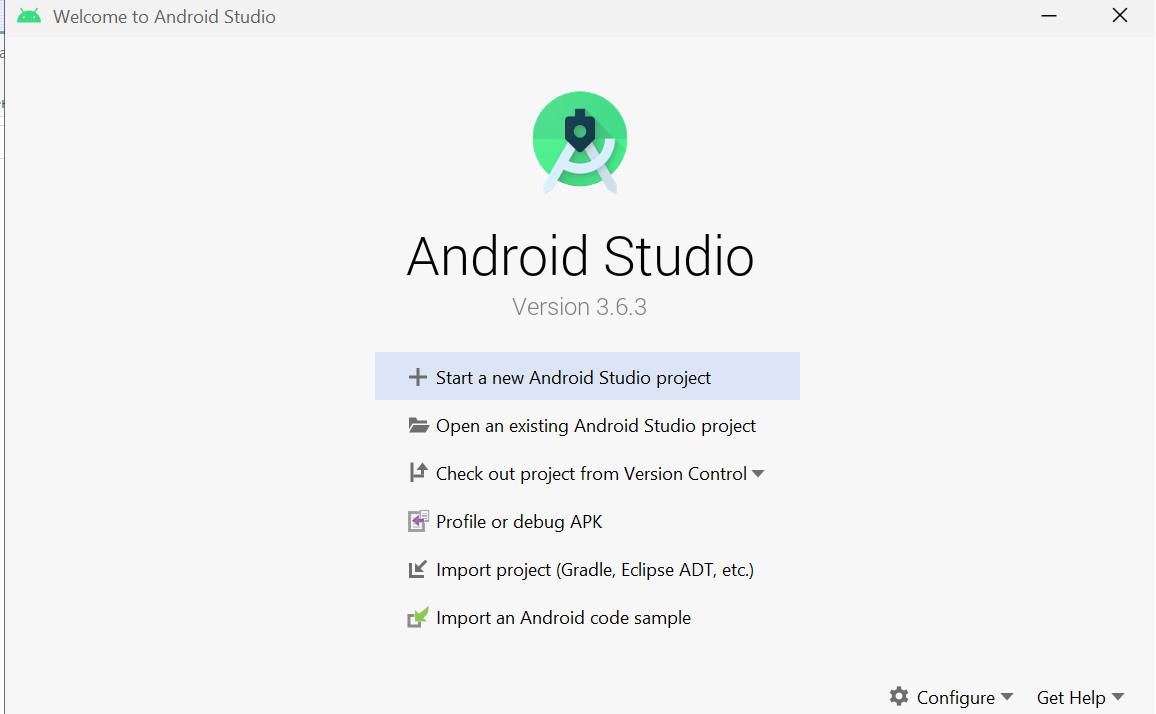 Welcome to Android Studio
Android Studio
Version 3.6.3
Start a new Android Studio project
Open an existing Android Studio project
Check out project from Version Control
Profile or debug APK
Import project (Gradle, Eclipse ADT, etc.)
Import an Android code sample
Configure
Get Help